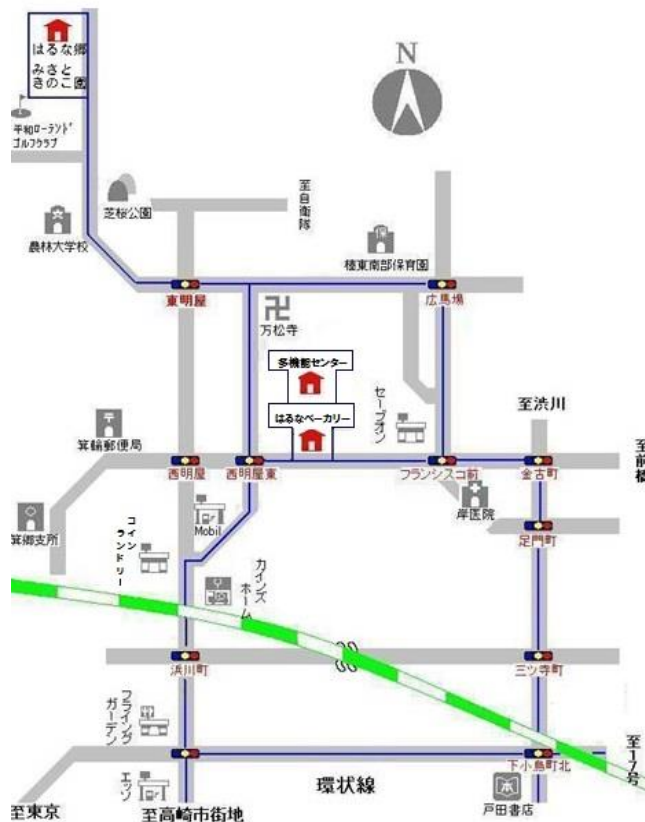 N
はるな郷
みさと
きのこ園
平和ローランド
ゴルフクラブ
芝桜公園
至自衛隊
農林大学校
榛東南部保育園
東明屋
広馬場
万松寺
多機能センター
はるなベーカリー
セーブオン
至渋川
至前橋
箕輪郵便局
西明屋
西明屋東
フランシスコ前
金古町
岸医院
足門町
箕郷支所
Mobil
コインランドリー
カインズホーム
浜川町
三ツ寺町
フライングガーデン
至17号
下小鳥町北
エッソ
環状線
戸田書店
至東京
至高崎市街地